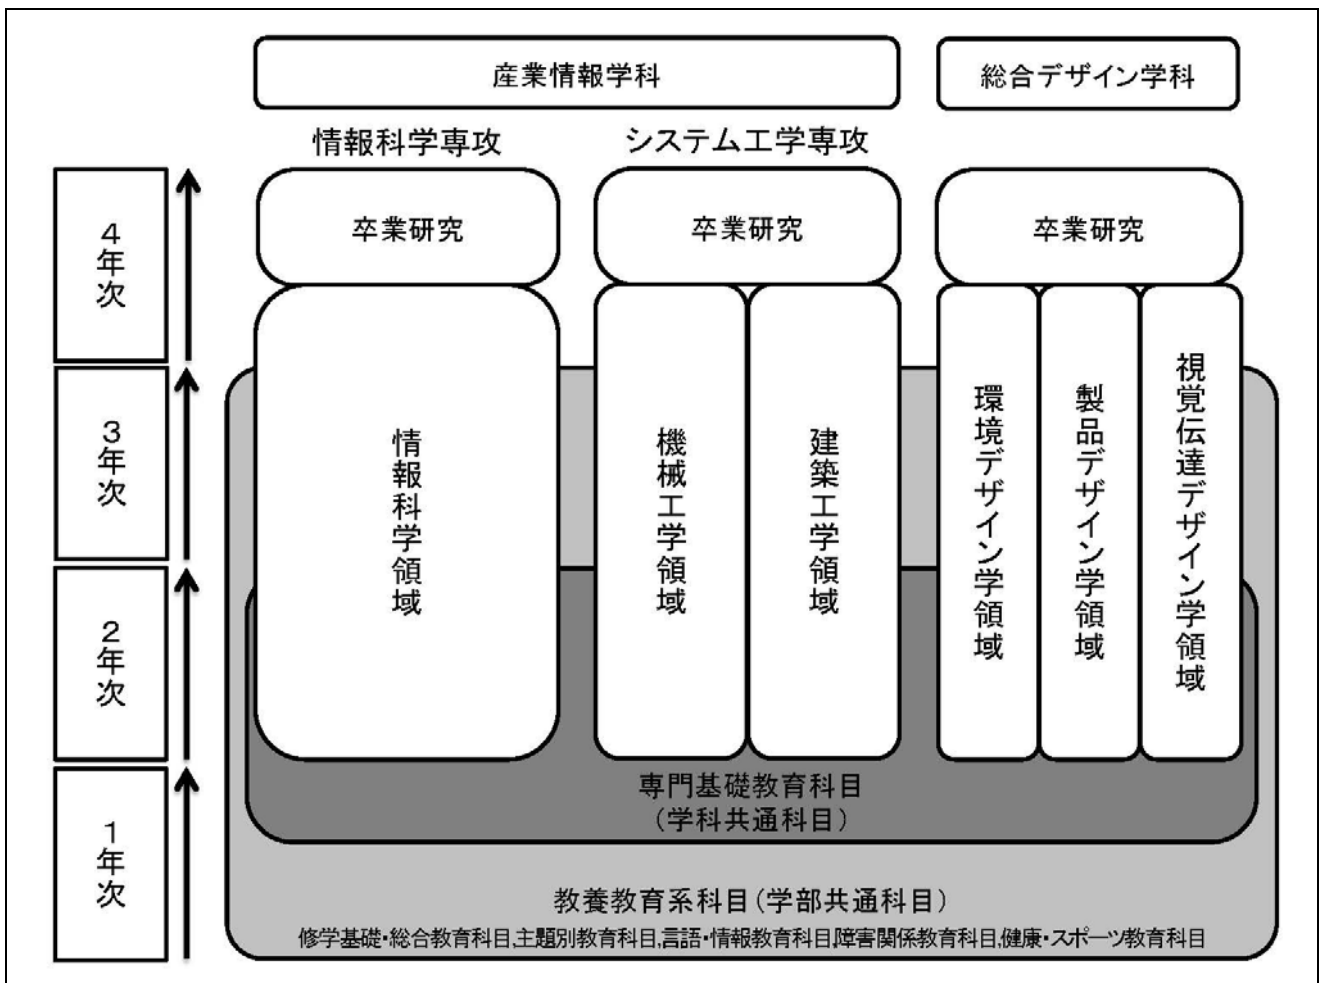 産業情報学科
総合デザイン学科
情報科学専攻
システム工学専攻
4年次
卒業研究
卒業研究
卒業研究
3年次
情報科学領域
機械工学領域
建築工学領域
環境デザイン学領域
製品デザイン学領域
視覚伝達デザイン学領域
2年次
専門基礎教育科目
(学科共通科目)
1年次
教養教育系科目(学部共通科目)
修学基礎・総合教育科目,主題別教育科目,言語・情報教育科目,障害関係教育科目,健康・スポーツ教育科目